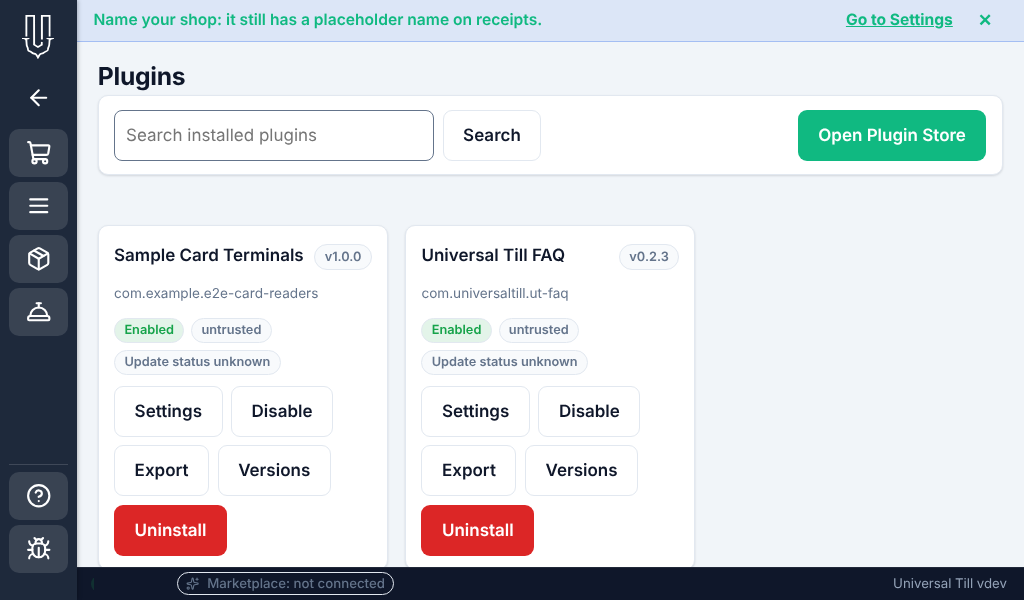 Name your shop: it still has a placeholder name on receipts.
Go to Settings
Plugins
Search installed plugins
Search
Open Plugin Store
Sample Card Terminals
v1.0.0
com.example.e2e-card-readers
Enabled
untrusted
Update status unknown
Settings
Disable
Export
Versions
Uninstall
Universal Till FAQ
v0.2.3
com.universaltill.ut-faq
Enabled
untrusted
Update status unknown
Settings
Disable
Export
Versions
Uninstall
Marketplace: not connected
Universal Till vdev